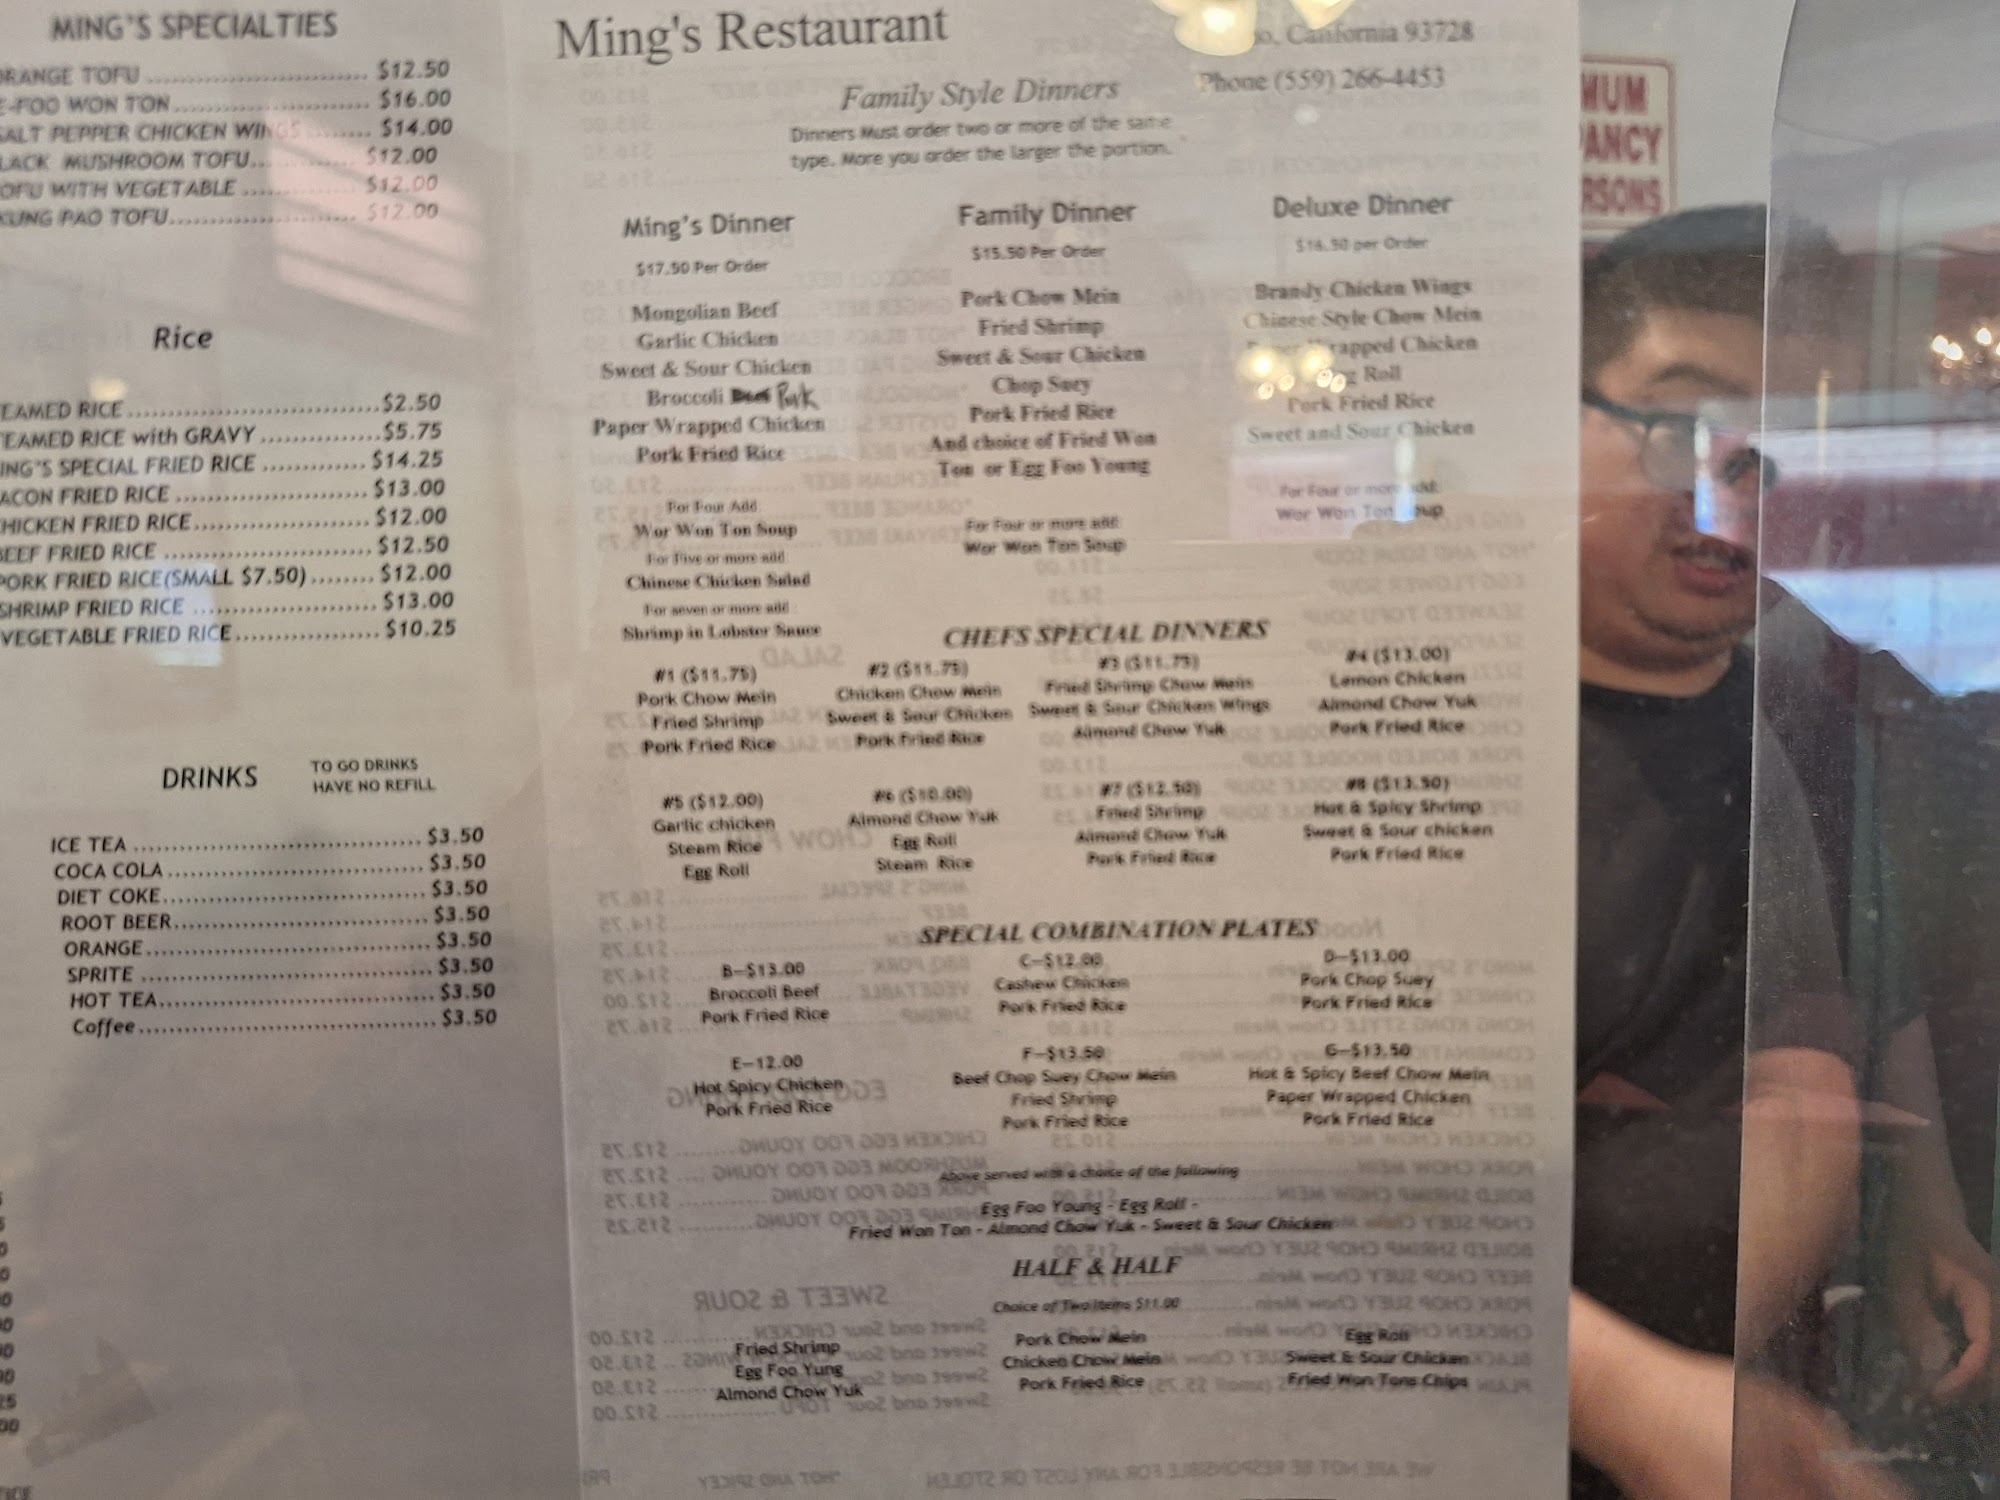 MING'S SPECIALTIES
RANGE TOFU ............................ $12.50
-FOO WON TON ......................... $16.00
ALT PEPPER CHICKEN WINGS ........ $14.00
LACK MUSHROOM TOFU.............. $12.00
OFU WITH VEGETABLE ............... $12.00
KUNG PAO TOFU......................... $12.00
Rice
EAMED RICE .............................. $2.50
EAMED RICE with GRAVY .............. $5.75
ING'S SPECIAL FRIED RICE ............. $14.25
ACON FRIED RICE ...................... $13.00
HICKEN FRIED RICE.................... $12.00
BEEF FRIED RICE ........................ $12.50
PORK FRIED RICE(SMALL $7.50) ........ $12.00
SHRIMP FRIED RICE ..................... $13.00
VEGETABLE FRIED RICE................. $10.25
DRINKS
TO GO DRINKS
HAVE NO REFILL
ICE TEA .................................. $3.50
COCA COLA .............................. $3.50
DIET COKE............................... $3.50
ROOT BEER.............................. $3.50
ORANGE .................................. $3.50
SPRITE ................................... $3.50
HOT TEA.................................. $3.50
Coffee .................................... $3.50
Ming's Restaurant
California 93728
Phone (559) 266-4453
Family Style Dinners
Dinners Must order two or more of the same
type. More you order the larger the portion.
Ming's Dinner
$17.50 Per Order
Mongolian Beef
Garlic Chicken
Sweet & Sour Chicken
Broccoli Beef Pork
Paper Wrapped Chicken
Pork Fried Rice
For Four Add
Wor Won Ton Soup
For Five or more add
Chinese Chicken Salad
For seven or more add
Shrimp in Lobster Sauce
Family Dinner
$15.50 Per Order
Pork Chow Mein
Fried Shrimp
Sweet & Sour Chicken
Chop Suey
Pork Fried Rice
And choice of Fried Won
Ton or Egg Foo Young
For Four or more add
Wor Won Ton Soup
Deluxe Dinner
$16.50 per Order
Brandy Chicken Wings
Chinese Style Chow Mein
rapped Chicken
Roll
Pork Fried Rice
Sweet and Sour Chicken
For Four or more add:
Wor Won Ton Soup
CHEFS SPECIAL DINNERS
#1 ($11.75)
Pork Chow Mein
Fried Shrimp
Pork Fried Rice
#2 ($11.75)
Chicken Chow Mein
Sweet & Sour Chicken
Pork Fried Rice
#3 ($11.75)
Fried Shrimp Chow Mein
Sweet & Sour Chicken Wings
Almond Chow Yuk
#4 ($13.00)
Lemon Chicken
Almond Chow Yuk
Pork Fried Rice
#5 ($12.00)
Garlic chicken
Steam Rice
Egg Roll
#6 ($10.00)
Almond Chow Yuk
Egg Roll
Steam Rice
#7 ($12.50)
Fried Shrimp
Almond Chow Yuk
Pork Fried Rice
#8 ($13.50)
Hot & Spicy Shrimp
Sweet & Sour chicken
Pork Fried Rice
SPECIAL COMBINATION PLATES
B—$13.00
Broccoli Beef
Pork Fried Rice
C—$12.00
Cashew Chicken
Pork Fried Rice
D—$13.00
Pork Chop Suey
Pork Fried Rice
E—12.00
Hot Spicy Chicken
Pork Fried Rice
F—$13.50
Beef Chop Suey Chow Mein
Fried Shrimp
Pork Fried Rice
G—$13.50
Hot & Spicy Beef Chow Mein
Paper Wrapped Chicken
Pork Fried Rice
Above served with a choice of the following
Egg Foo Young - Egg Roll -
Fried Won Ton - Almond Chow Yuk - Sweet & Sour Chicken
HALF & HALF
Choice of Two Items $11.00
Fried Shrimp
Egg Foo Yung
Almond Chow Yuk
Pork Chow Mein
Chicken Chow Mein
Pork Fried Rice
Egg Roll
Sweet & Sour Chicken
Fried Won Tons Chips
MUM
ANCY
RSONS